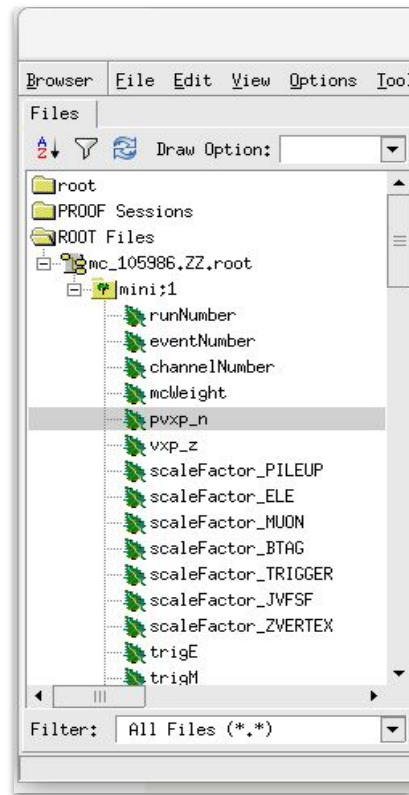 Browser File Edit View Options Tool
Files
Draw Option:
root
PROOF Sessions
ROOT Files
mc_105986.ZZ.root
mini;1
runNumber
eventNumber
channelNumber
mcWeight
pvxp_n
vxp_z
scaleFactor_PILEUP
scaleFactor_ELE
scaleFactor_MUON
scaleFactor_BTAG
scaleFactor_TRIGGER
scaleFactor_JVFSF
scaleFactor_ZVERTEX
trigE
trigM
Filter: All Files (*.*)